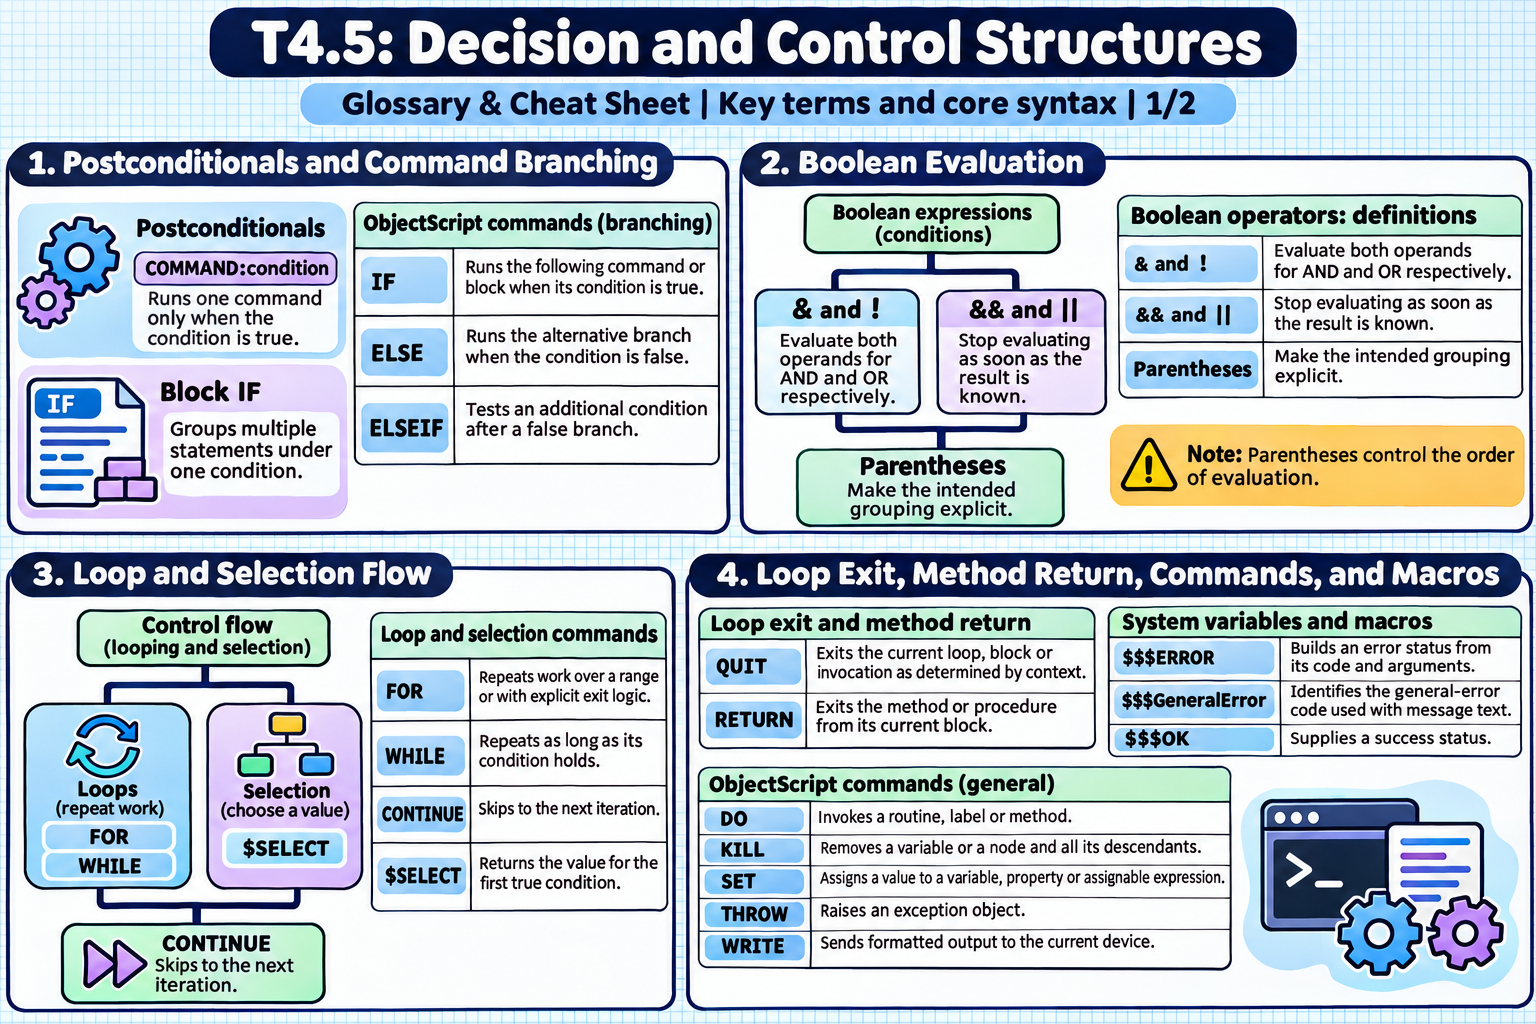 T4.5: Decision and Control Structures
Glossary & Cheat Sheet | Key terms and core syntax | 1/2
1. Postconditionals and Command Branching
Postconditionals
COMMAND:condition
Runs one command
only when the
condition is true.
IF
Block IF
Groups multiple
statements under
one condition.
ObjectScript commands (branching)
IF
Runs the following command or
block when its condition is true.
ELSE
Runs the alternative branch
when the condition is false.
ELSEIF
Tests an additional condition
after a false branch.
2. Boolean Evaluation
Boolean expressions
(conditions)
& and !
Evaluate both
operands for
AND and OR
respectively.
&& and ||
Stop evaluating
as soon as the
result is
known.
Parentheses
Make the intended
grouping explicit.
Boolean operators: definitions
& and !
Evaluate both operands
for AND and OR respectively.
&& and ||
Stop evaluating as soon as
the result is known.
Parentheses
Make the intended grouping
explicit.
Note: Parentheses control the order
of evaluation.
3. Loop and Selection Flow
Control flow
(looping and selection)
Loops
(repeat work)
FOR
WHILE
Selection
(choose a value)
$SELECT
CONTINUE
Skips to the next
iteration.
Loop and selection commands
FOR
Repeats work over a range
or with explicit exit logic.
WHILE
Repeats as long as its
condition holds.
CONTINUE
Skips to the next iteration.
$SELECT
Returns the value for the
first true condition.
4. Loop Exit, Method Return, Commands, and Macros
Loop exit and method return
QUIT
Exits the current loop, block or
invocation as determined by context.
RETURN
Exits the method or procedure
from its current block.
System variables and macros
$$$ERROR
Builds an error status from
its code and arguments.
$$$GeneralError
Identifies the general-error
code used with message text.
$$$OK
Supplies a success status.
ObjectScript commands (general)
DO
Invokes a routine, label or method.
KILL
Removes a variable or a node and all its descendants.
SET
Assigns a value to a variable, property or assignable expression.
THROW
Raises an exception object.
WRITE
Sends formatted output to the current device.
>_